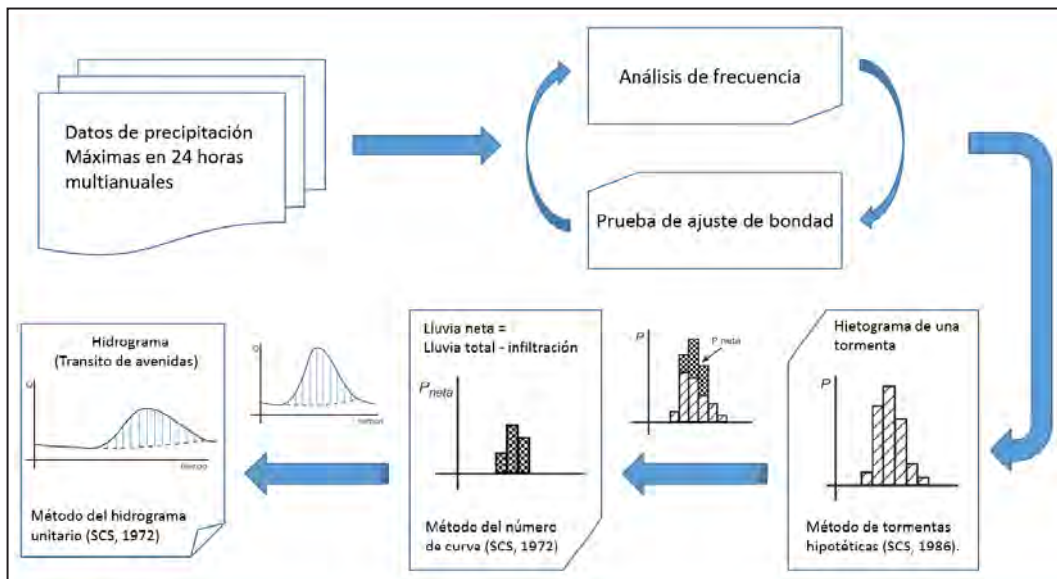 Datos de precipitación
Máximas en 24 horas
multianuales
Análisis de frecuencia
Prueba de ajuste de bondad
Hietograma de una
tormenta
P
Método de tormentas
hipotéticas (SCS, 1986).
P
P neta
Lluvia neta =
Lluvia total - infiltración
Pneta
Método del número
de curva (SCS, 1972)
Q
Hidrograma
(Transito de avenidas)
Q
Método del hidrograma
unitario (SCS, 1972)